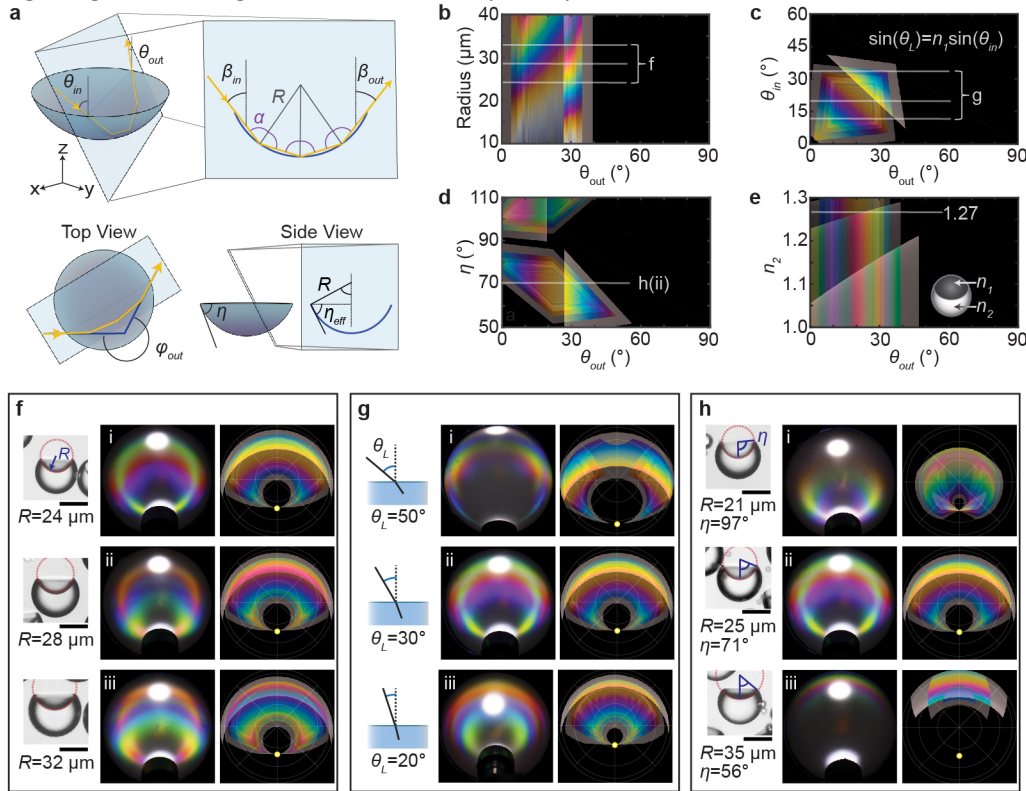 a
θin
θout
βin
βout
R
α
z
x
y
Top View
Side View
φout
η
R
ηeff
b
Radius (µm)
40
30
20
10
0
30
60
90
θout (°)
f
c
θin (°)
60
45
30
15
0
0
30
60
90
θout (°)
sin(θL)=n1sin(θin)
g
d
η (°)
110
90
70
50
0
30
60
90
θout (°)
h(ii)
a
e
n2
1.3
1.2
1.1
1.0
0
30
60
90
θout (°)
1.27
n1
n2
f
R
i
R=24 µm
ii
R=28 µm
iii
R=32 µm
g
θL
i
θL=50°
ii
θL=30°
iii
θL=20°
h
η
i
R=21 µm
η=97°
ii
R=25 µm
η=71°
iii
R=35 µm
η=56°